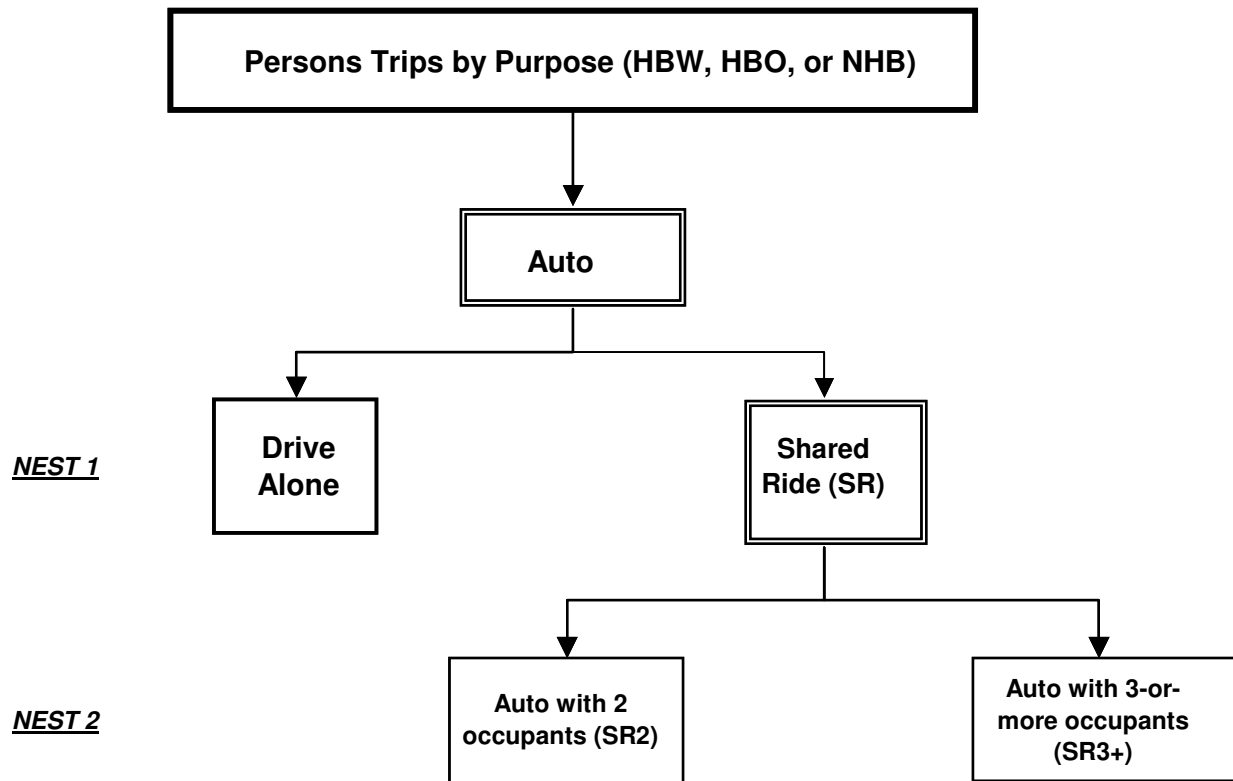 Persons Trips by Purpose (HBW, HBO, or NHB)
Auto
NEST 1
Drive
Alone
Shared
Ride (SR)
NEST 2
Auto with 2
occupants (SR2)
Auto with 3-or-
more occupants
(SR3+)